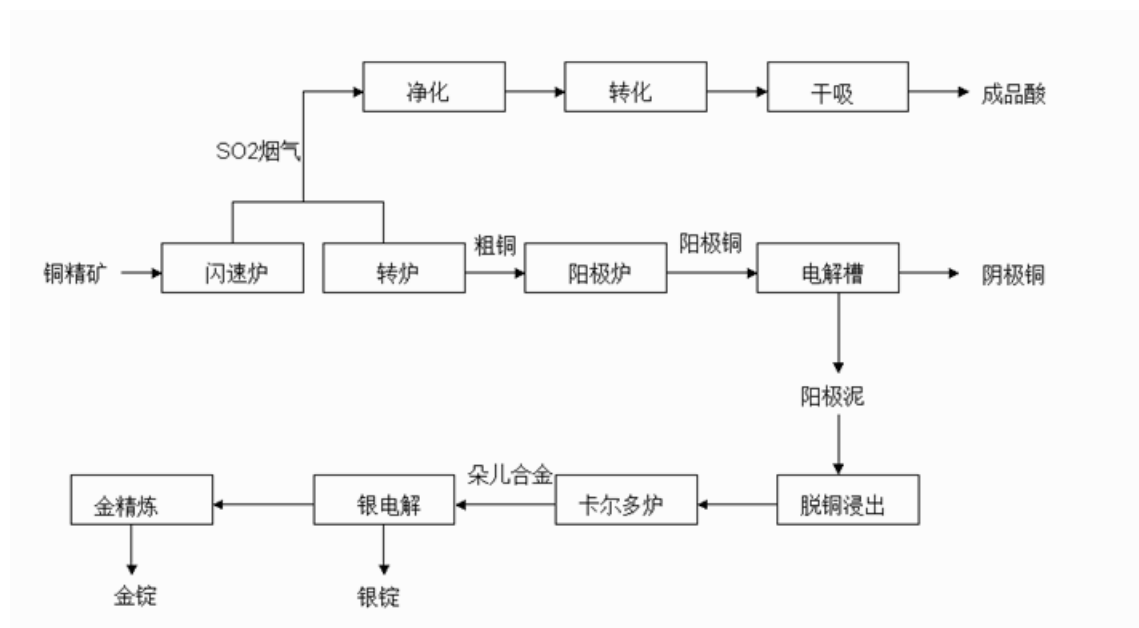 净化
转化
干吸
成品酸
SO2烟气
铜精矿
闪速炉
转炉
粗铜
阳极炉
阳极铜
电解槽
阴极铜
阳极泥
金精炼
银电解
朵儿合金
卡尔多炉
脱铜浸出
金锭
银锭